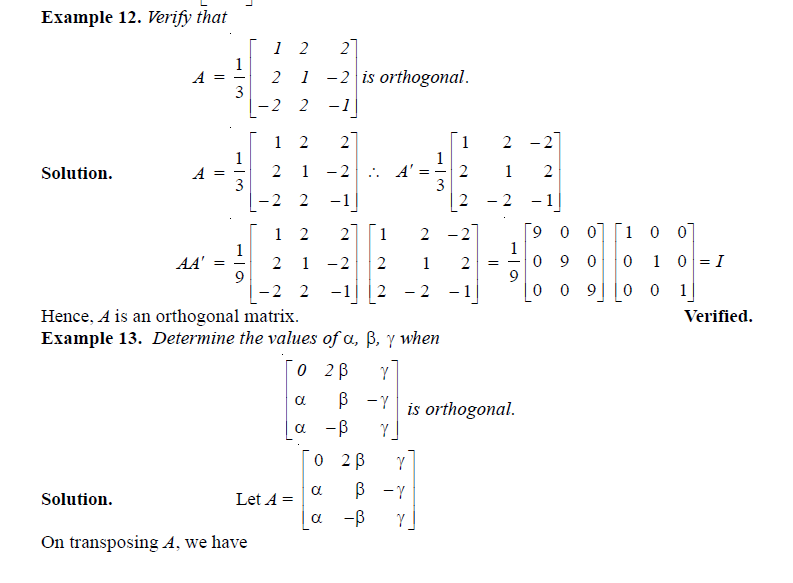 Example 12. Verify that
A = 1/3 [1 2 2
2 1 −2
−2 2 −1] is orthogonal.
Solution. A = 1/3 [1 2 2
2 1 −2
−2 2 −1] ∴ A′ = 1/3 [1 2 −2
2 1 2
2 −2 −1]
AA′ = 1/9 [1 2 2
2 1 −2
−2 2 −1] [1 2 −2
2 1 2
2 −2 −1] = 1/9 [9 0 0
0 9 0
0 0 9] [1 0 0
0 1 0
0 0 1] = I
Hence, A is an orthogonal matrix. Verified.
Example 13. Determine the values of α, β, γ when
[0 2β γ
α β −γ
α −β γ] is orthogonal.
Solution. Let A = [0 2β γ
α β −γ
α −β γ]
On transposing A, we have